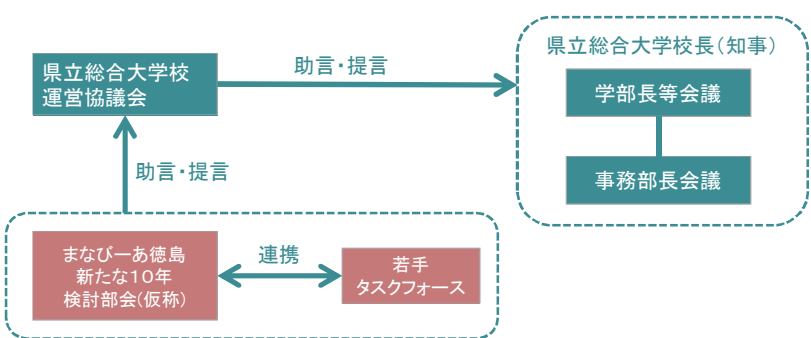 県立総合大学校
運営協議会
助言・提言
県立総合大学校長(知事)
学部長等会議
事務部長会議
助言・提言
まなびーあ徳島
新たな10年
検討部会(仮称)
連携
若手
タスクフォース